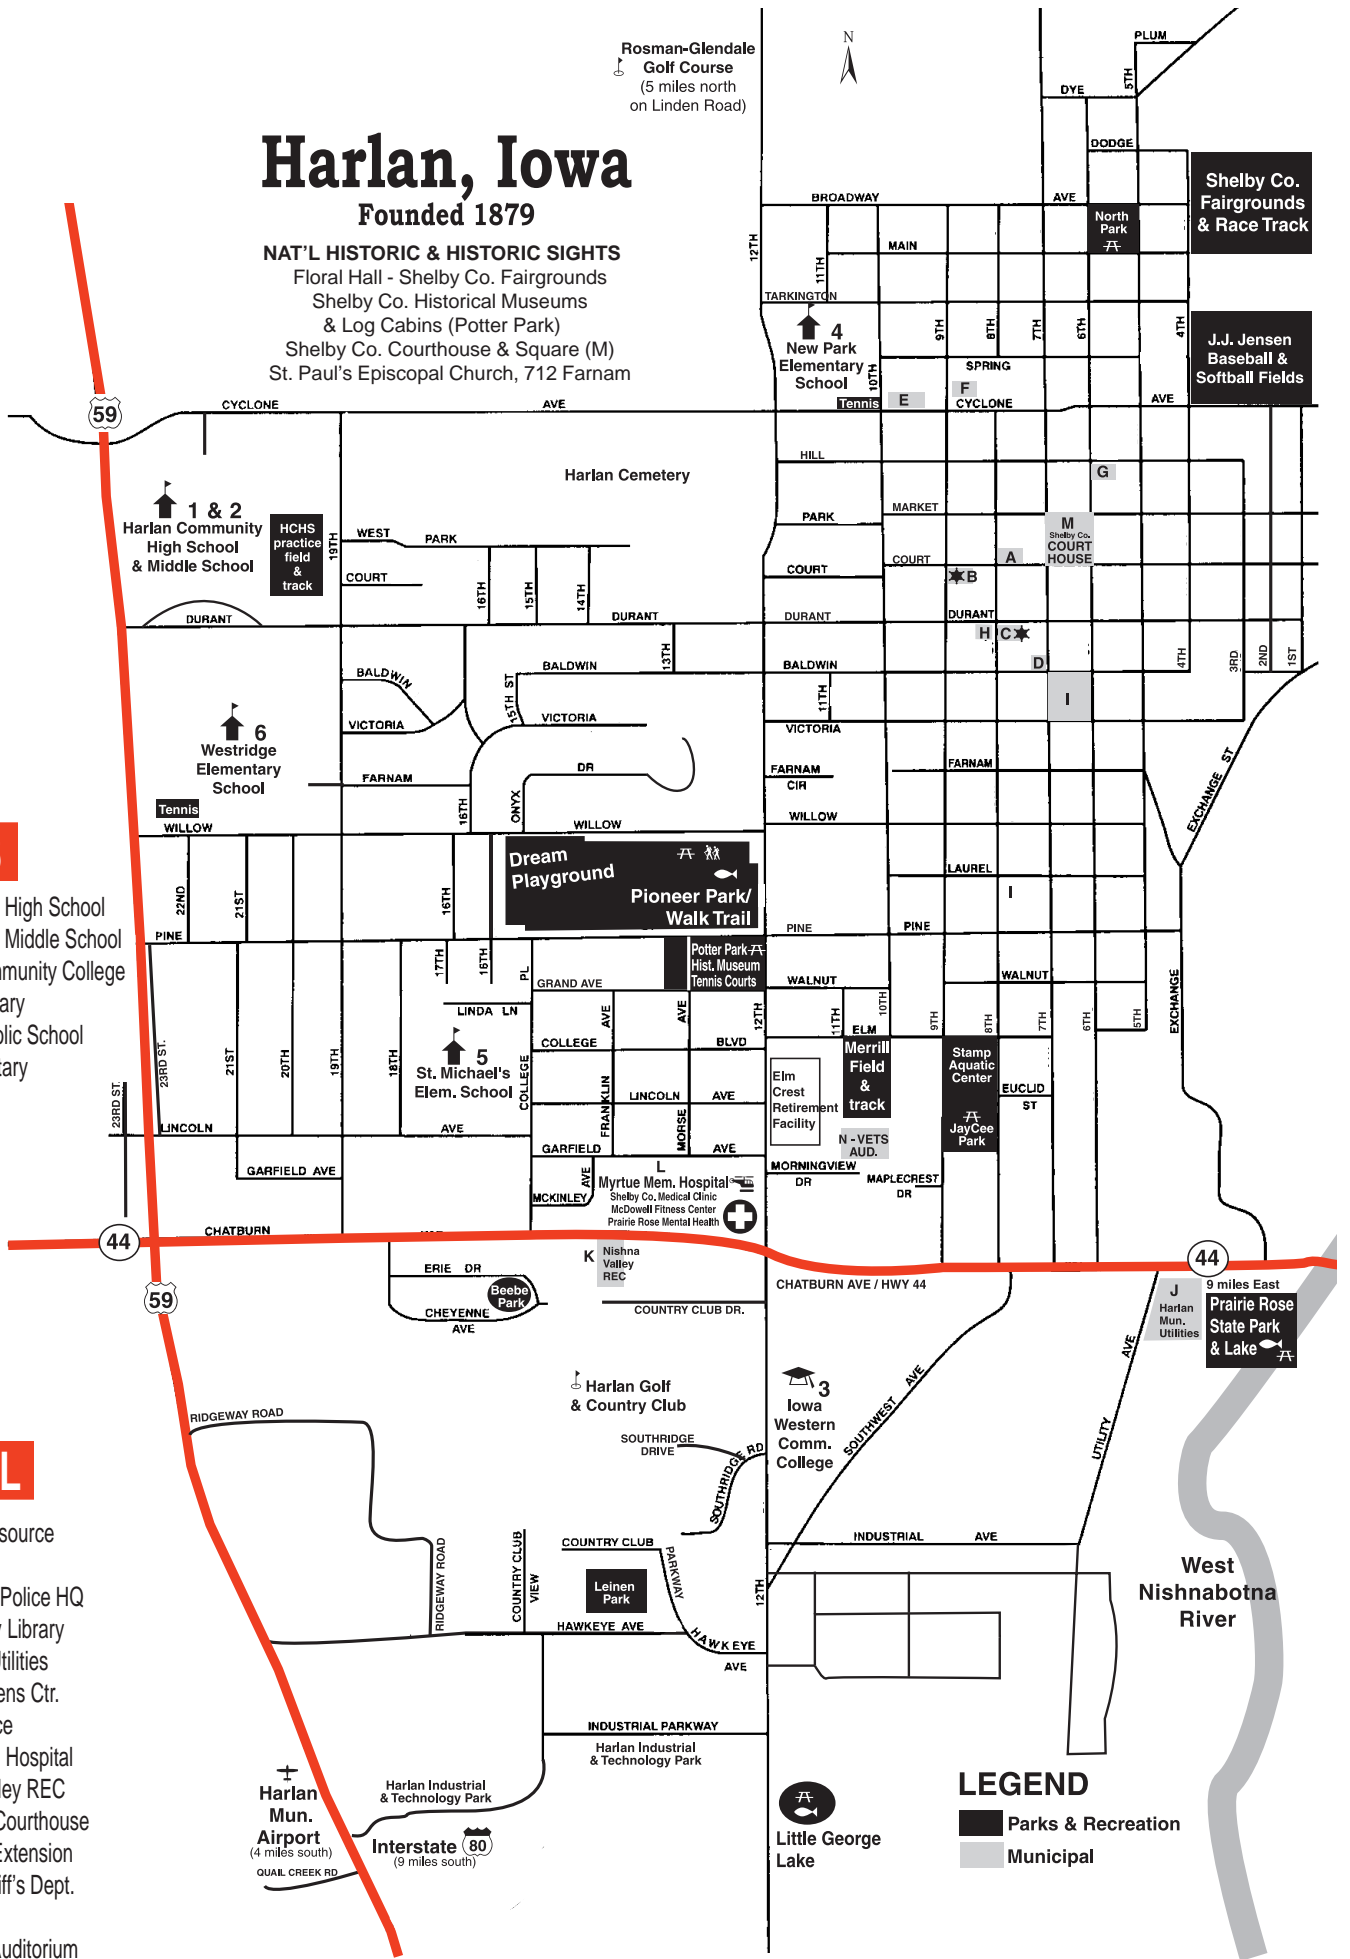 Rosman-Glendale
Golf Course
(5 miles north
on Linden Road)
N
PLUM
5TH
DYE
DODGE
Harlan, Iowa
Founded 1879
NAT'L HISTORIC & HISTORIC SIGHTS
Floral Hall - Shelby Co. Fairgrounds
Shelby Co. Historical Museums
& Log Cabins (Potter Park)
Shelby Co. Courthouse & Square (M)
St. Paul's Episcopal Church, 712 Farnam
Shelby Co.
Fairgrounds
& Race Track
BROADWAY AVE
North
Park
12TH
MAIN
11TH
TARKINGTON
4
New Park
Elementary
School
10TH
9TH
8TH
7TH
6TH
4TH
J.J. Jensen
Baseball &
Softball Fields
SPRING
F
Tennis
E
CYCLONE
AVE
59
CYCLONE AVE
Harlan Cemetery
HILL
G
1 & 2
Harlan Community
High School
& Middle School
HCHS
practice
field
&
track
19TH
WEST PARK
COURT
16TH
15TH
14TH
PARK
MARKET
M
Shelby Co.
COURT
HOUSE
COURT
COURT
A
B
DURANT
DURANT
DURANT
DURANT
H
C
D
13TH
BALDWIN
BALDWIN
BALDWIN
15TH ST
4TH
3RD
2ND
1ST
11TH
I
VICTORIA
VICTORIA
VICTORIA
6
Westridge
Elementary
School
FARNAM
DR
ONYX
16TH
FARNAM
CIR
FARNAM
EXCHANGE ST
Tennis
WILLOW
WILLOW
WILLOW
Dream
Playground
Pioneer Park/
Walk Trail
LAUREL
I
22ND
21ST
16TH
High School
Middle School
mmunity College
ary
blic School
tary
PINE
PINE
PINE
17TH
16TH
PL
Potter Park
Hist. Museum
Tennis Courts
GRAND AVE
WALNUT
WALNUT
LINDA LN
AVE
AVE
12TH
11TH
10TH
9TH
8TH
7TH
6TH
5TH
EXCHANGE
ELM
COLLEGE BLVD
23RD ST.
23RD ST.
21ST
20TH
19TH
18TH
5
St. Michael's
Elem. School
COLLEGE
FRANKLIN
MORSE
LINCOLN AVE
Elm
Crest
Retirement
Facility
Merrill
Field
&
track
Stamp
Aquatic
Center
JayCee
Park
EUCLID
ST
LINCOLN AVE
GARFIELD AVE
N - VETS
AUD.
GARFIELD AVE
AVE
MCKINLEY
L
Myrtue Mem. Hospital
Shelby Co. Medical Clinic
McDowell Fitness Center
Prairie Rose Mental Health
MORNINGVIEW
DR
MAPLECREST
DR
CHATBURN
44
K
Nishna
Valley
REC
44
CHATBURN AVE / HWY 44
9 miles East
59
ERIE DR
Beebe
Park
CHEYENNE
AVE
COUNTRY CLUB DR.
J
Harlan
Mun.
Utilities
Prairie Rose
State Park
& Lake
Harlan Golf
& Country Club
3
Iowa
Western
Comm.
College
SOUTHWEST AVE
UTILITY AVE
RIDGEWAY ROAD
SOUTHRIDGE
DRIVE
SOUTHRIDGE RD
L
source
Police HQ
Library
Utilities
ens Ctr.
ce
Hospital
ley REC
Courthouse
Extension
iff's Dept.
Auditorium
RIDGEWAY ROAD
COUNTRY CLUB
VIEW
COUNTRY CLUB
PARKWAY
Leinen
Park
12TH
INDUSTRIAL AVE
West
Nishnabotna
River
HAWKEYE AVE
HAWKEYE
AVE
INDUSTRIAL PARKWAY
Harlan Industrial
& Technology Park
Harlan
Mun.
Airport
(4 miles south)
Harlan Industrial
& Technology Park
Interstate 80
(9 miles south)
QUAIL CREEK RD
Little George
Lake
LEGEND
Parks & Recreation
Municipal